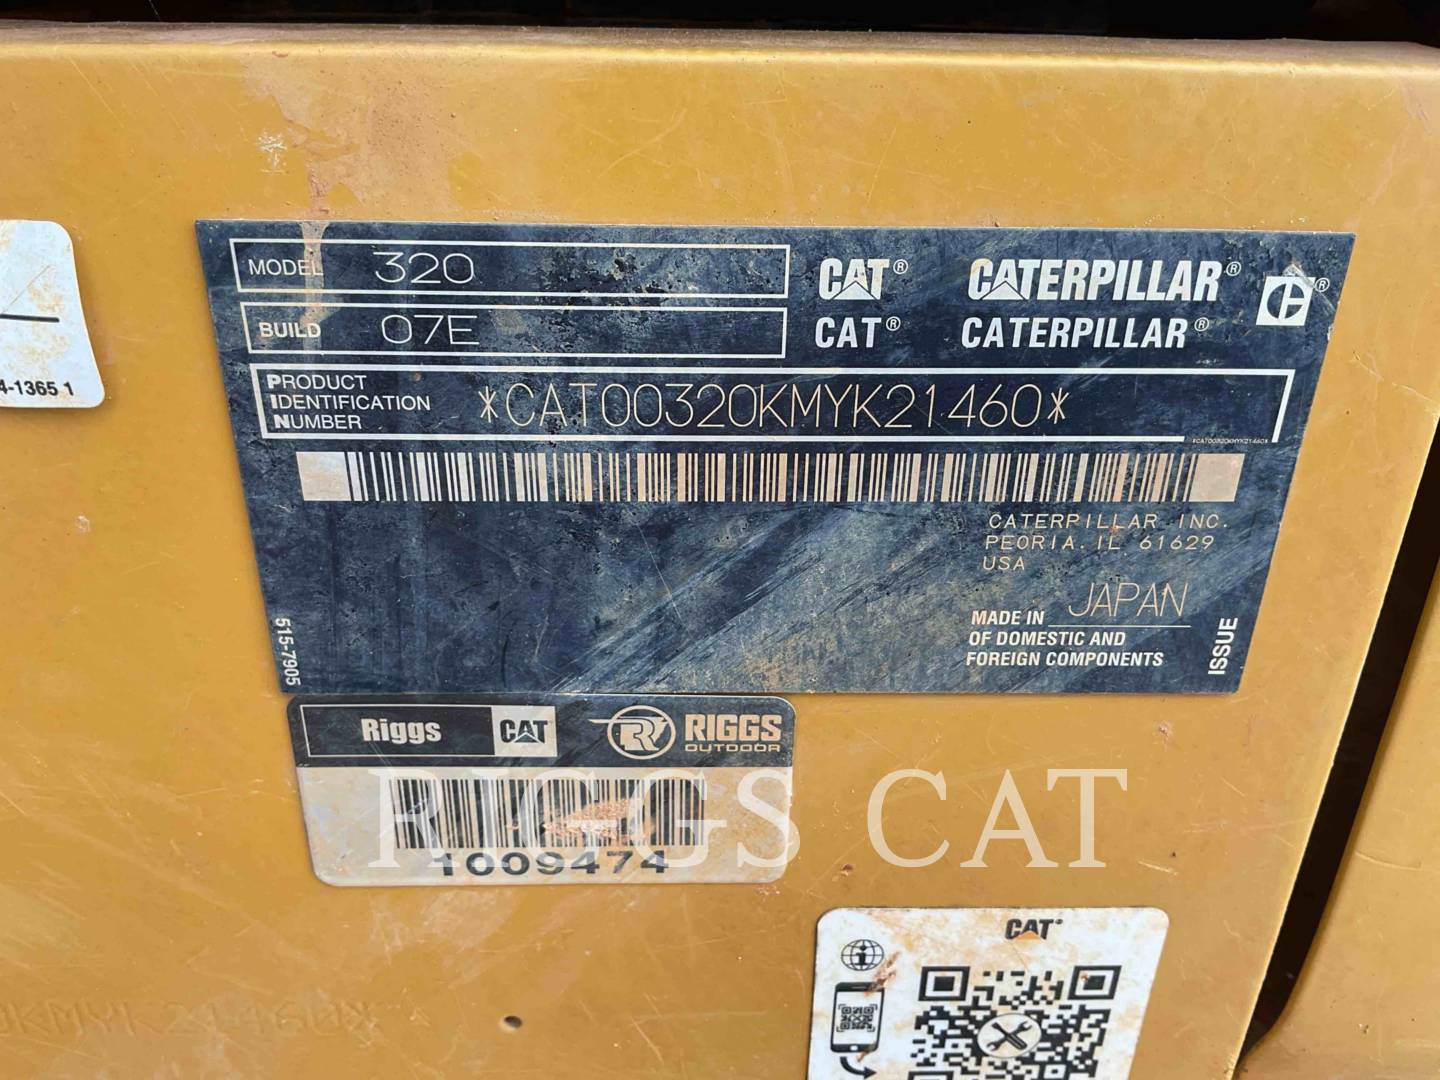 4-1365 1
MODEL 320
BUILD 07E
CAT® CATERPILLAR® ®
CAT® CATERPILLAR®
PRODUCT
IDENTIFICATION
NUMBER
*CAT00320KMYK21460*
*CAT00320KMYK21460*
CATERPILLAR INC.
PEORIA. IL 61629
USA
MADE IN JAPAN
OF DOMESTIC AND
FOREIGN COMPONENTS
ISSUE
515-7905
Riggs CAT RIGGS
OUTDOOR
1009474
RIGGS CAT
CAT®